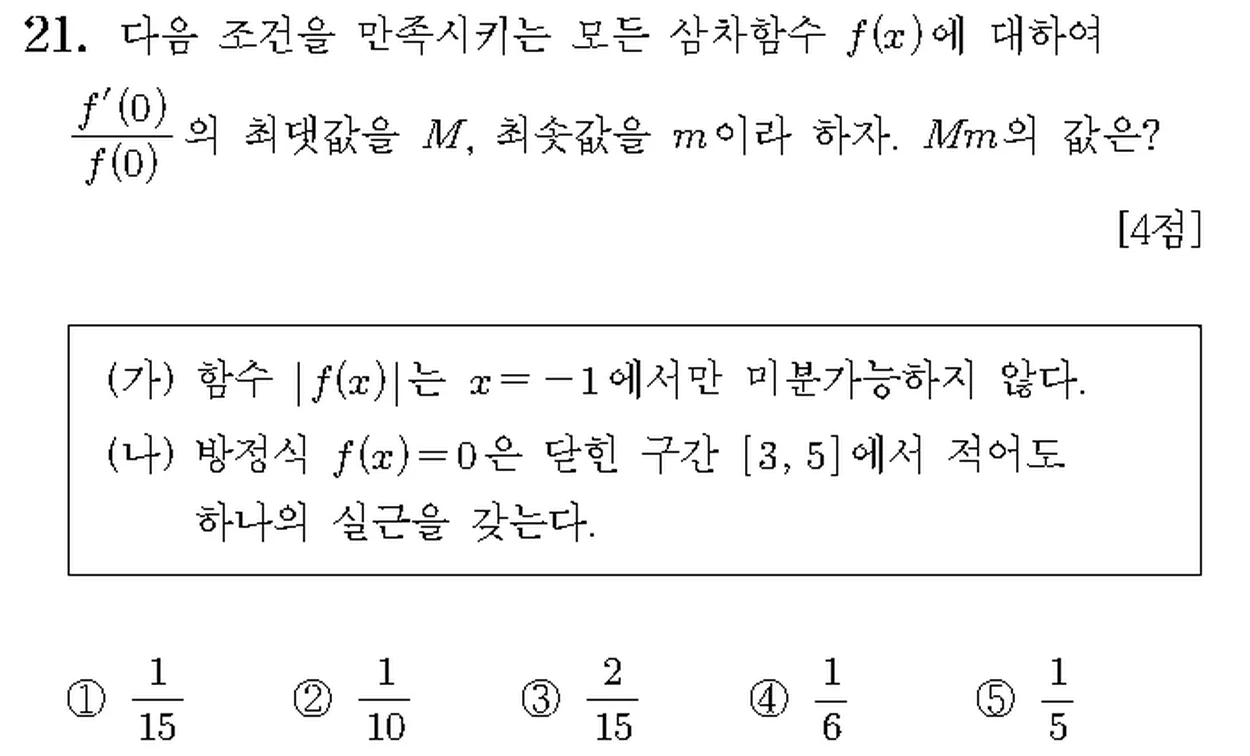 21. 다음 조건을 만족시키는 모든 삼차함수 f(x)에 대하여
f′(0)/f(0)의 최댓값을 M, 최솟값을 m이라 하자. Mm의 값은?
[4점]
(가) 함수 |f(x)|는 x=−1에서만 미분가능하지 않다.
(나) 방정식 f(x)=0은 닫힌 구간 [3, 5]에서 적어도
하나의 실근을 갖는다.
① 1/15 ② 1/10 ③ 2/15 ④ 1/6 ⑤ 1/5